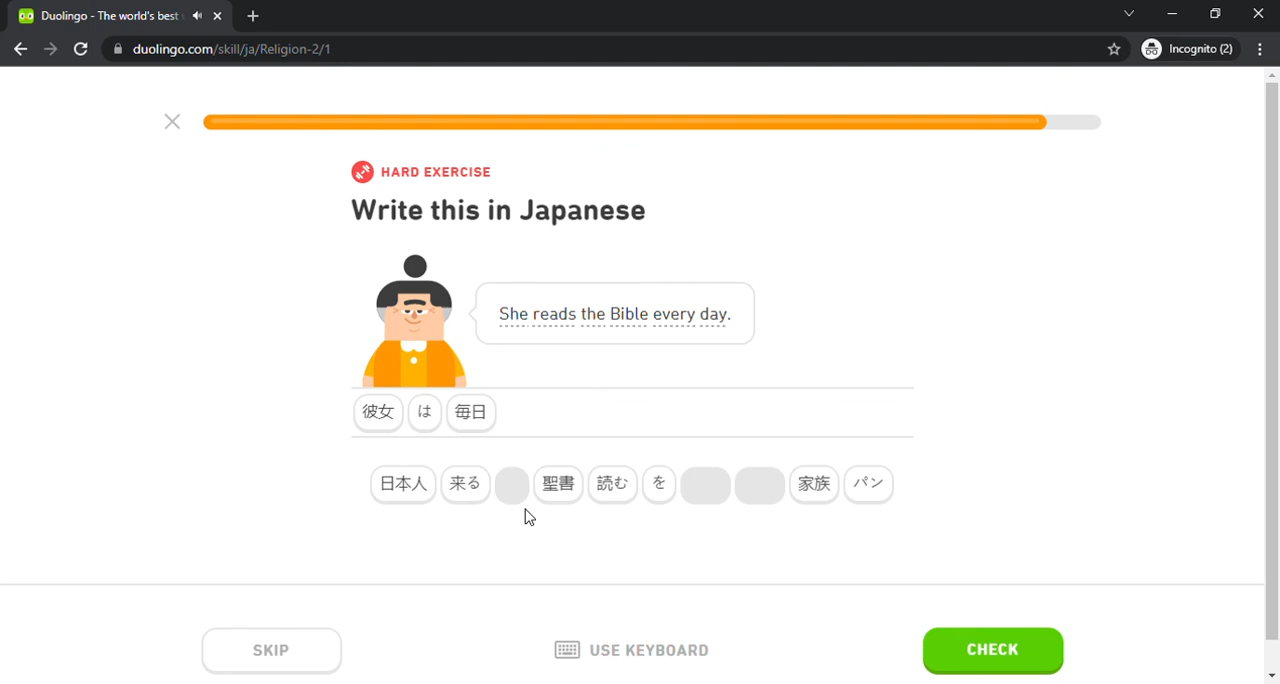 Duolingo - The world's best
duolingo.com/skill/ja/Religion-2/1
Incognito (2)
HARD EXERCISE
Write this in Japanese
She reads the Bible every day.
彼女 は 毎日
日本人 来る 聖書 読む を 家族 パン
SKIP
USE KEYBOARD
CHECK